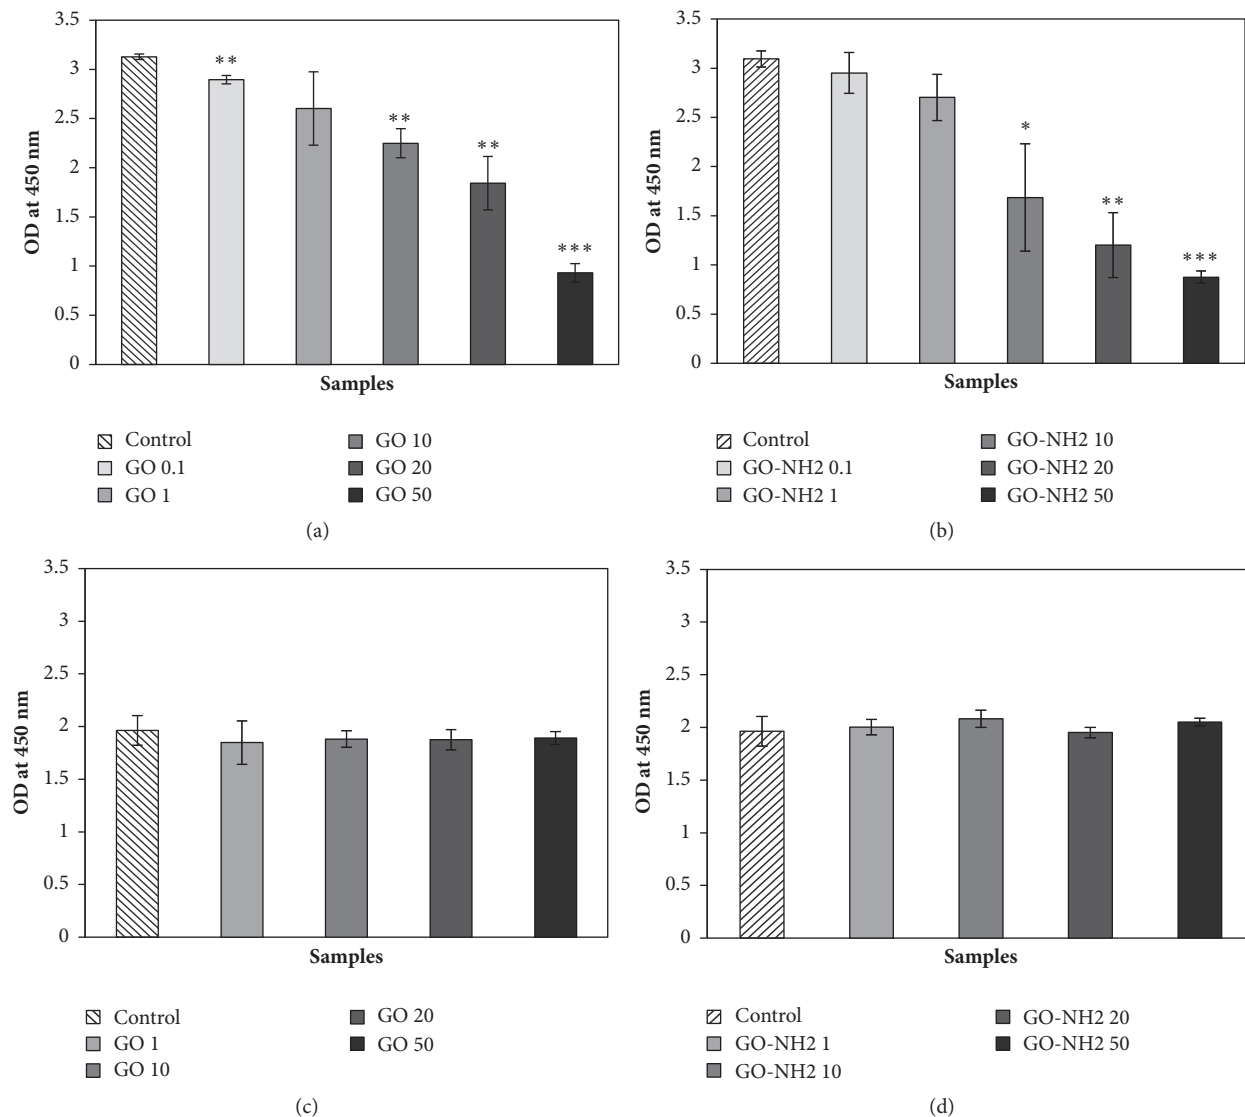 3.5
3
2.5
2
1.5
1
0.5
0
OD at 450 nm
**
**
**
***
Samples
Control
GO 0.1
GO 1
GO 10
GO 20
GO 50
(a)
3.5
3
2.5
2
1.5
1
0.5
0
OD at 450 nm
*
**
***
Samples
Control
GO-NH2 0.1
GO-NH2 1
GO-NH2 10
GO-NH2 20
GO-NH2 50
(b)
3.5
3
2.5
2
1.5
1
0.5
0
OD at 450 nm
Samples
Control
GO 1
GO 10
GO 20
GO 50
(c)
3.5
3
2.5
2
1.5
1
0.5
0
OD at 450 nm
Samples
Control
GO-NH2 1
GO-NH2 10
GO-NH2 20
GO-NH2 50
(d)